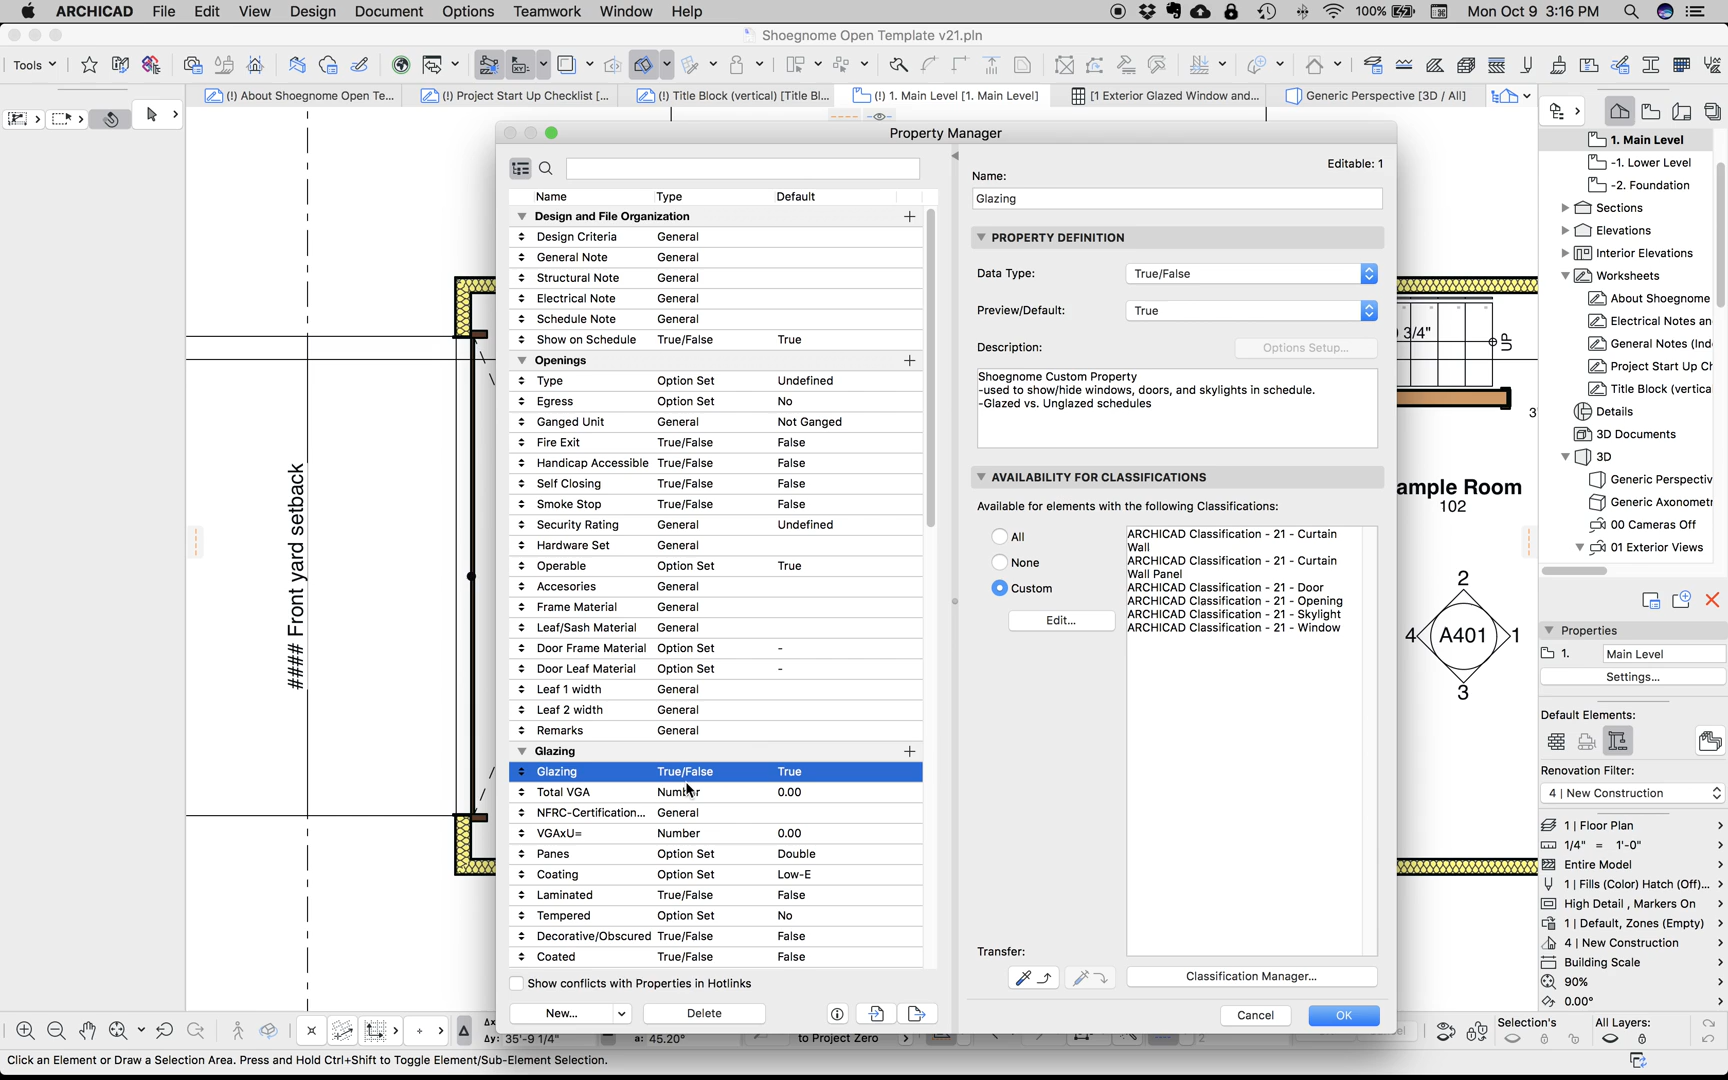 ARCHICAD File Edit View Design Document Options Teamwork Window Help
100% Mon Oct 9 3:16 PM
Shoegnome Open Template v21.pln
Tools
(!) About Shoegnome Open Te...
(!) Project Start Up Checklist [...
(!) Title Block (vertical) [Title Bl...
(!) 1. Main Level [1. Main Level]
[1 Exterior Glazed Window and...
Generic Perspective [3D / All]
Property Manager
Name Type Default
Design and File Organization
Design Criteria General
General Note General
Structural Note General
Electrical Note General
Schedule Note General
Show on Schedule True/False True
Openings
Type Option Set Undefined
Egress Option Set No
Ganged Unit General Not Ganged
Fire Exit True/False False
Handicap Accessible True/False False
Self Closing True/False False
Smoke Stop True/False False
Security Rating General Undefined
Hardware Set General
Operable Option Set True
Accesories General
Frame Material General
Leaf/Sash Material General
Door Frame Material Option Set -
Door Leaf Material Option Set -
Leaf 1 width General
Leaf 2 width General
Remarks General
Glazing
Glazing True/False True
Total VGA Number 0.00
NFRC-Certification... General
VGAxU= Number 0.00
Panes Option Set Double
Coating Option Set Low-E
Laminated True/False False
Tempered Option Set No
Decorative/Obscured True/False False
Coated True/False False
Show conflicts with Properties in Hotlinks
New... Delete
Editable: 1
Name:
Glazing
PROPERTY DEFINITION
Data Type: True/False
Preview/Default: True
Description: Options Setup...
Shoegnome Custom Property
-used to show/hide windows, doors, and skylights in schedule.
-Glazed vs. Unglazed schedules
AVAILABILITY FOR CLASSIFICATIONS
Available for elements with the following Classifications:
All
None
Custom
Edit...
ARCHICAD Classification - 21 - Curtain
Wall
ARCHICAD Classification - 21 - Curtain
Wall Panel
ARCHICAD Classification - 21 - Door
ARCHICAD Classification - 21 - Opening
ARCHICAD Classification - 21 - Skylight
ARCHICAD Classification - 21 - Window
Transfer:
Classification Manager...
Cancel OK
#### Front yard setback
3/4"
UP
3'
ample Room
102
2
4 A401 1
3
1. Main Level
-1. Lower Level
-2. Foundation
Sections
Elevations
Interior Elevations
Worksheets
About Shoegnome
Electrical Notes an
General Notes (Ind
Project Start Up Ch
Title Block (vertica
Details
3D Documents
3D
Generic Perspectiv
Generic Axonomet
00 Cameras Off
01 Exterior Views
Properties
1. Main Level
Settings...
Default Elements:
Renovation Filter:
4 | New Construction
1 | Floor Plan
1/4" = 1'-0"
Entire Model
1 | Fills (Color) Hatch (Off)...
High Detail , Markers On
1 | Default, Zones (Empty)
4 | New Construction
Building Scale
90%
0.00°
Δy: 35'-9 1/4" a: 45.20° to Project Zero
Selection's All Layers:
Click an Element or Draw a Selection Area. Press and Hold Ctrl+Shift to Toggle Element/Sub-Element Selection.